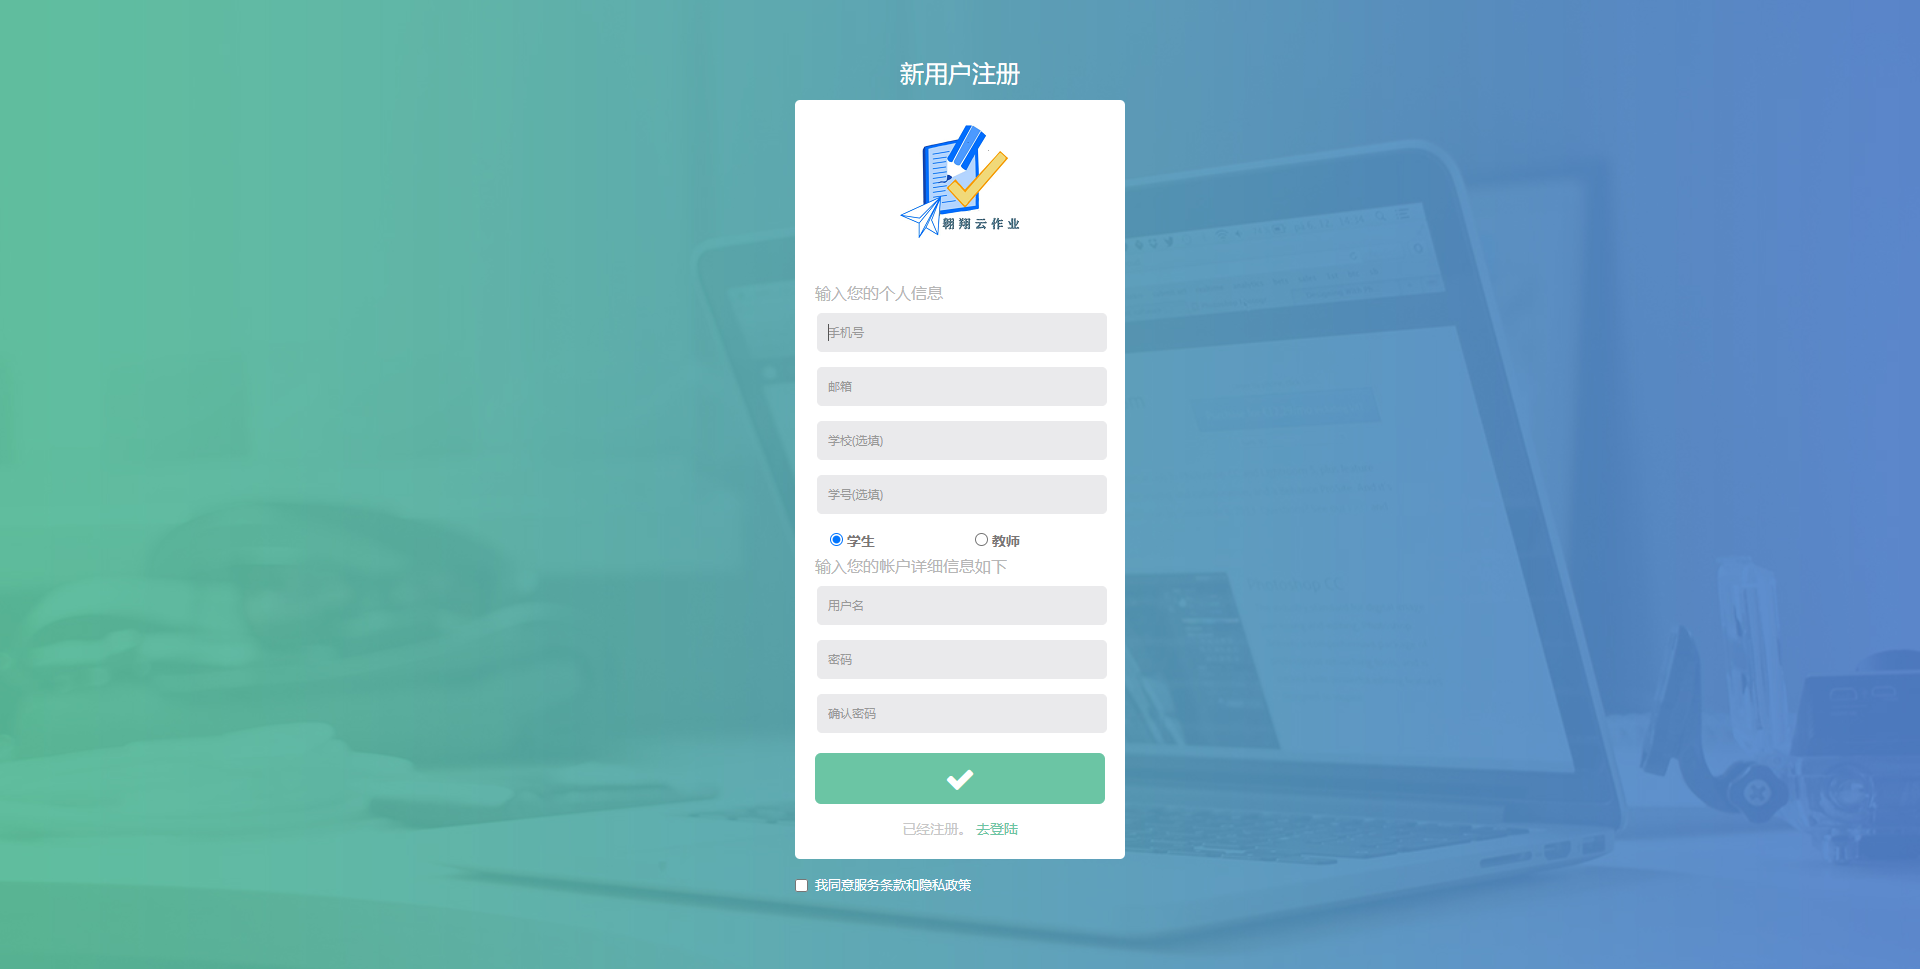 新用户注册
翱翔云作业
输入您的个人信息
手机号
邮箱
学校(选填)
学号(选填)
学生
教师
输入您的帐户详细信息如下
用户名
密码
确认密码
已经注册。 去登陆
我同意服务条款和隐私政策